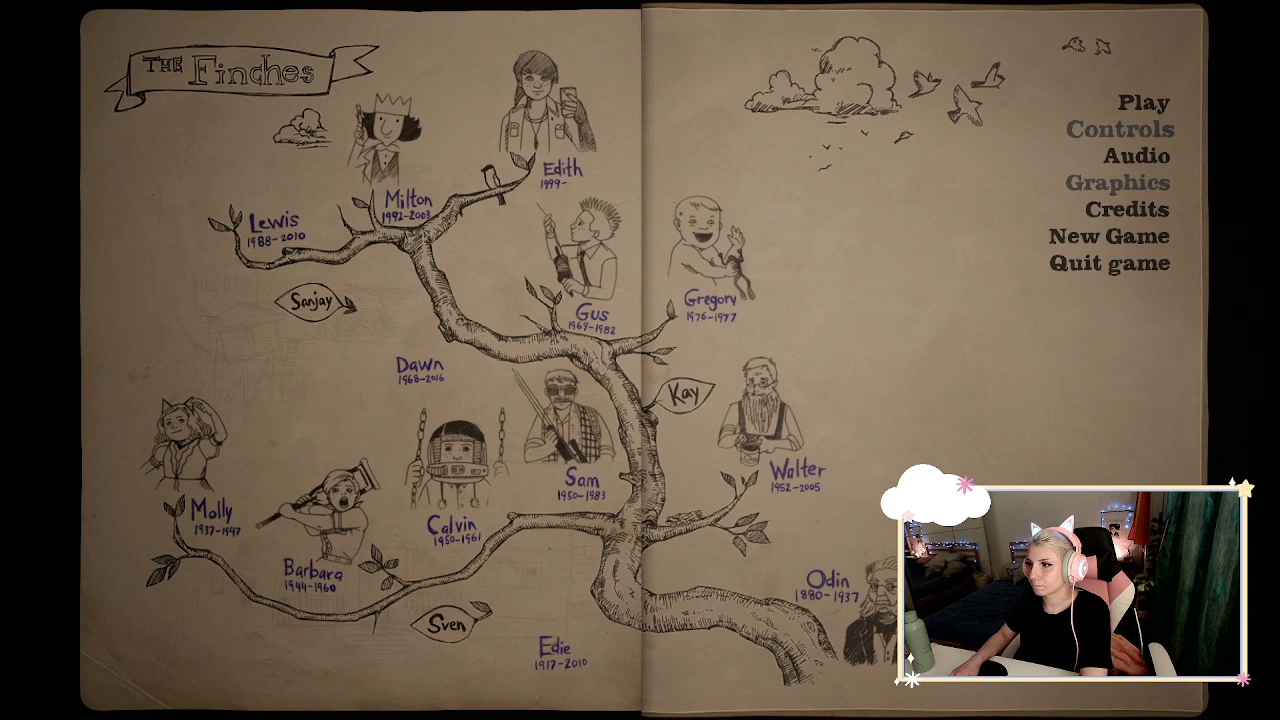 THE Finches
Edith
1999-
Milton
1992-2003
Lewis
1988-2010
Sanjay
Gus
1969-1982
Gregory
1976-1977
Dawn
1968-2016
Kay
Sam
1950-1983
Walter
1952-2005
Molly
1937-1947
Calvin
1950-1961
Barbara
1944-1960
Odin
1880-1937
Sven
Edie
1917-2010
Play
Controls
Audio
Graphics
Credits
New Game
Quit game